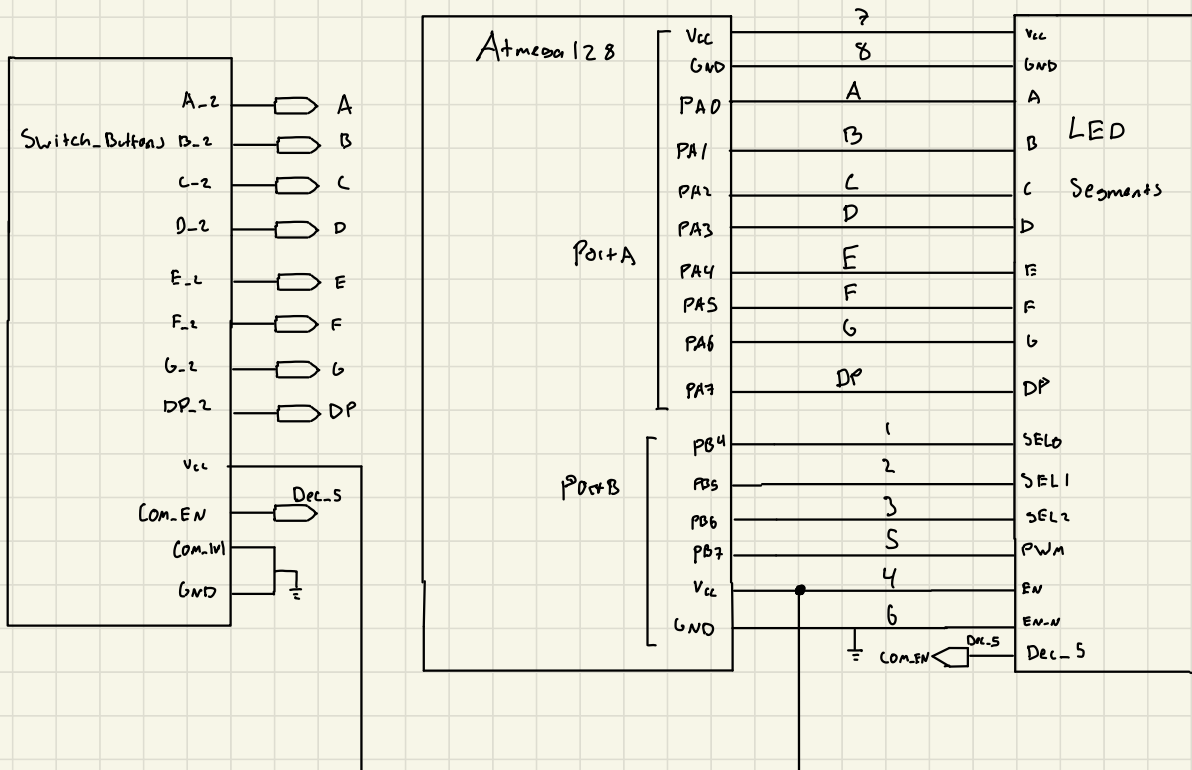 A_2 A
Switch_Buttons B_2 B
C_2 C
D_2 D
E_2 E
F_2 F
G_2 G
DP_2 DP
Vcc
Com_EN Dec_5
Com_lvl
GND
Atmega128
PortA
Vcc 7 Vcc
GND 8 GND
PA0 A A
PA1 B B
PA2 C C
PA3 D D
PA4 E E
PA5 F F
PA6 G G
PA7 DP DP
PortB
PB4 1 SEL0
PB5 2 SEL1
PB6 3 SEL2
PB7 5 PWM
Vcc 4 EN
GND 6 EN_N
COM_EN Dec_5 Dec_5
LED
Segments